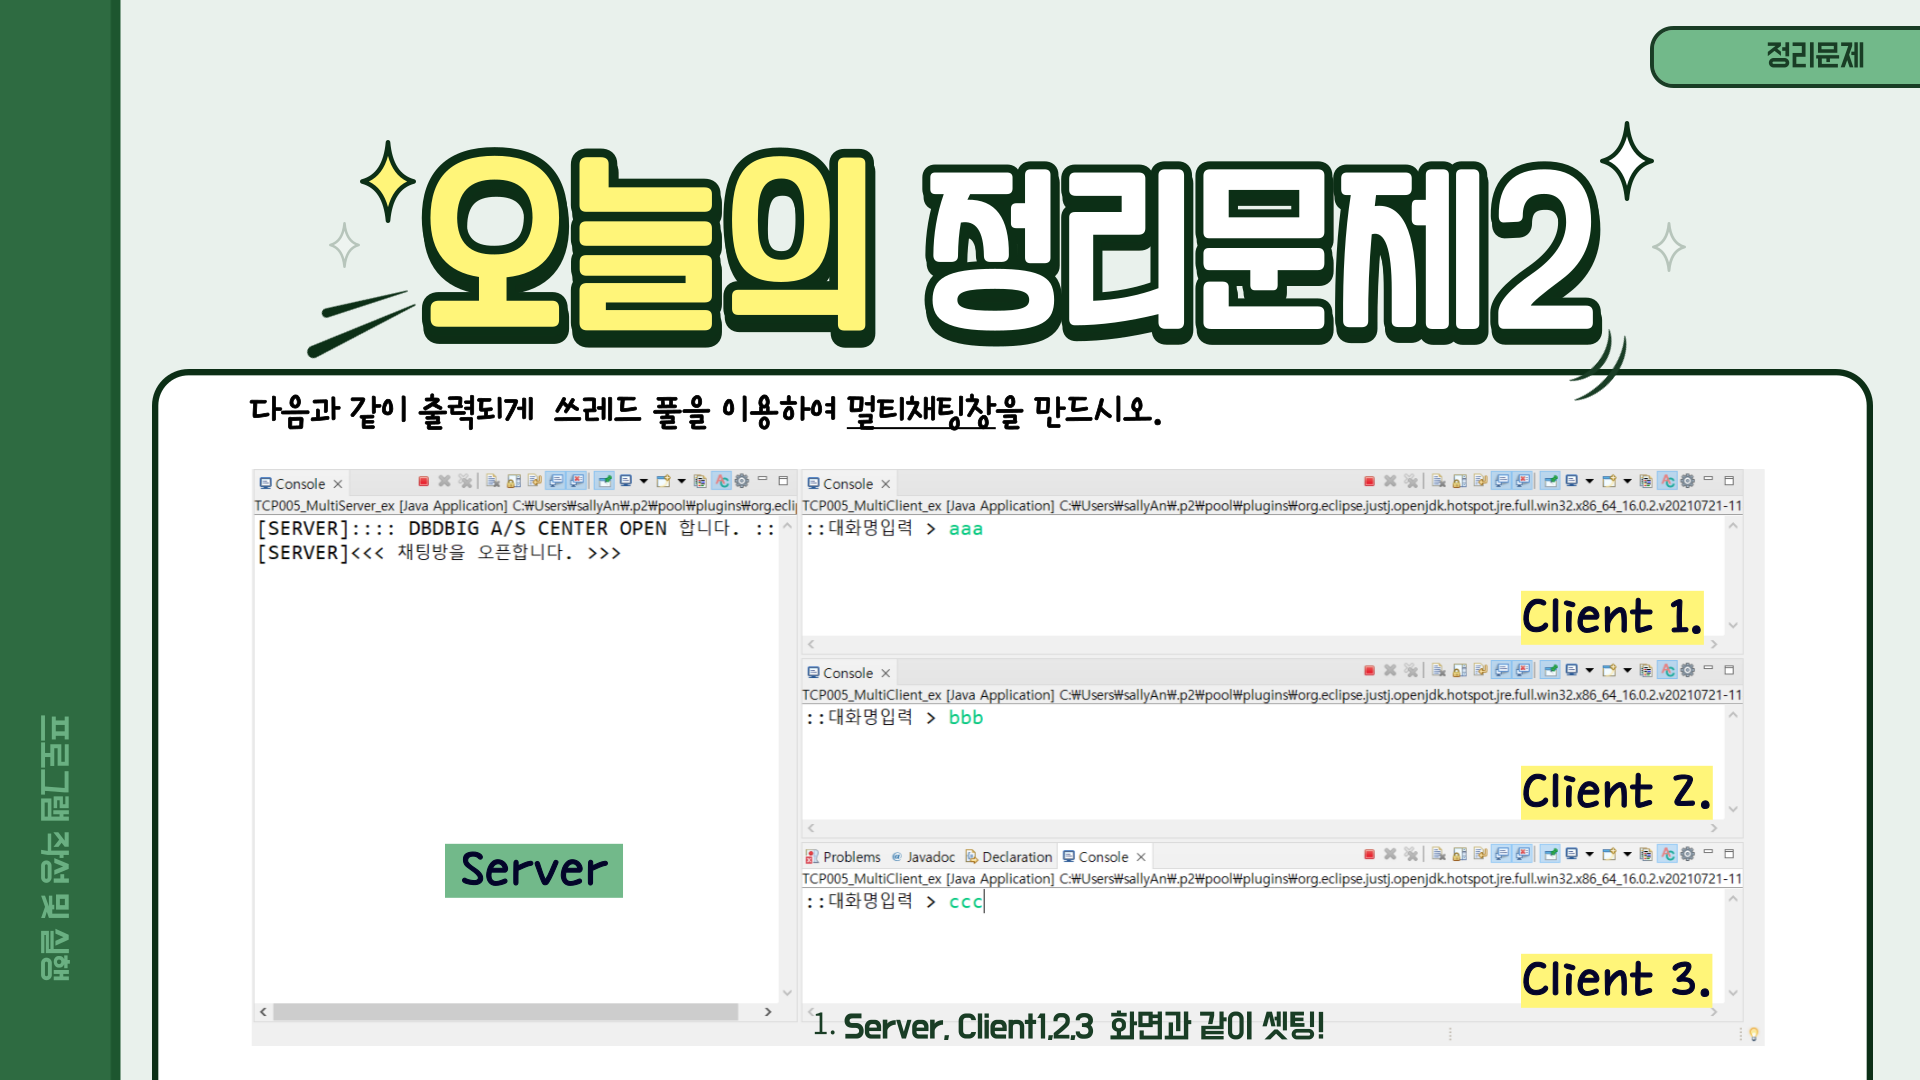 정리문제
오늘의 정리문제2
다음과 같이 출력되게 쓰레드 풀을 이용하여 멀티채팅창을 만드시오.
Console
TCP005_MultiServer_ex [Java Application] C:₩Users₩sallyAn₩.p2₩pool₩plugins₩org.ecli
[SERVER]:::: DBDBIG A/S CENTER OPEN 합니다. ::
[SERVER]<<< 채팅방을 오픈합니다. >>>
Server
Console
TCP005_MultiClient_ex [Java Application] C:₩Users₩sallyAn₩.p2₩pool₩plugins₩org.eclipse.justj.openjdk.hotspot.jre.full.win32.x86_64_16.0.2.v20210721-11
::대화명입력 > aaa
Client 1.
Console
TCP005_MultiClient_ex [Java Application] C:₩Users₩sallyAn₩.p2₩pool₩plugins₩org.eclipse.justj.openjdk.hotspot.jre.full.win32.x86_64_16.0.2.v20210721-11
::대화명입력 > bbb
Client 2.
Problems Javadoc Declaration Console
TCP005_MultiClient_ex [Java Application] C:₩Users₩sallyAn₩.p2₩pool₩plugins₩org.eclipse.justj.openjdk.hotspot.jre.full.win32.x86_64_16.0.2.v20210721-11
::대화명입력 > ccc
Client 3.
1. Server, Client1,2,3 화면과 같이 셋팅!
프로그램 작성 및 실행